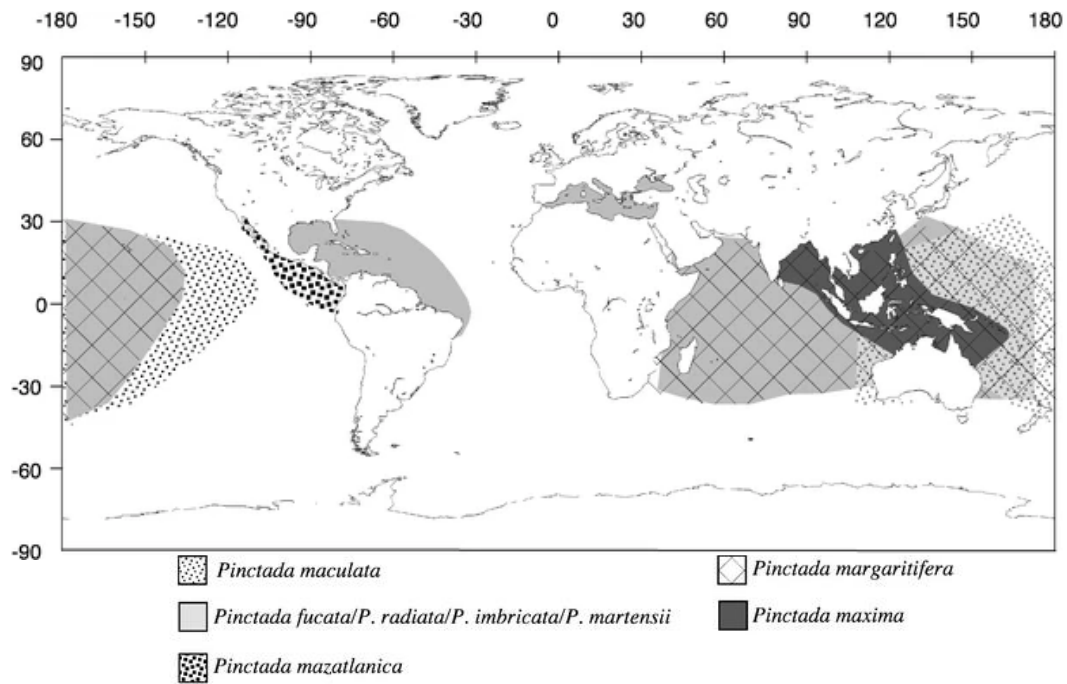 -180 -150 -120 -90 -60 -30 0 30 60 90 120 150 180
90
60
30
0
-30
-60
-90
Pinctada maculata
Pinctada margaritifera
Pinctada fucata/P. radiata/P. imbricata/P. martensii
Pinctada maxima
Pinctada mazatlanica